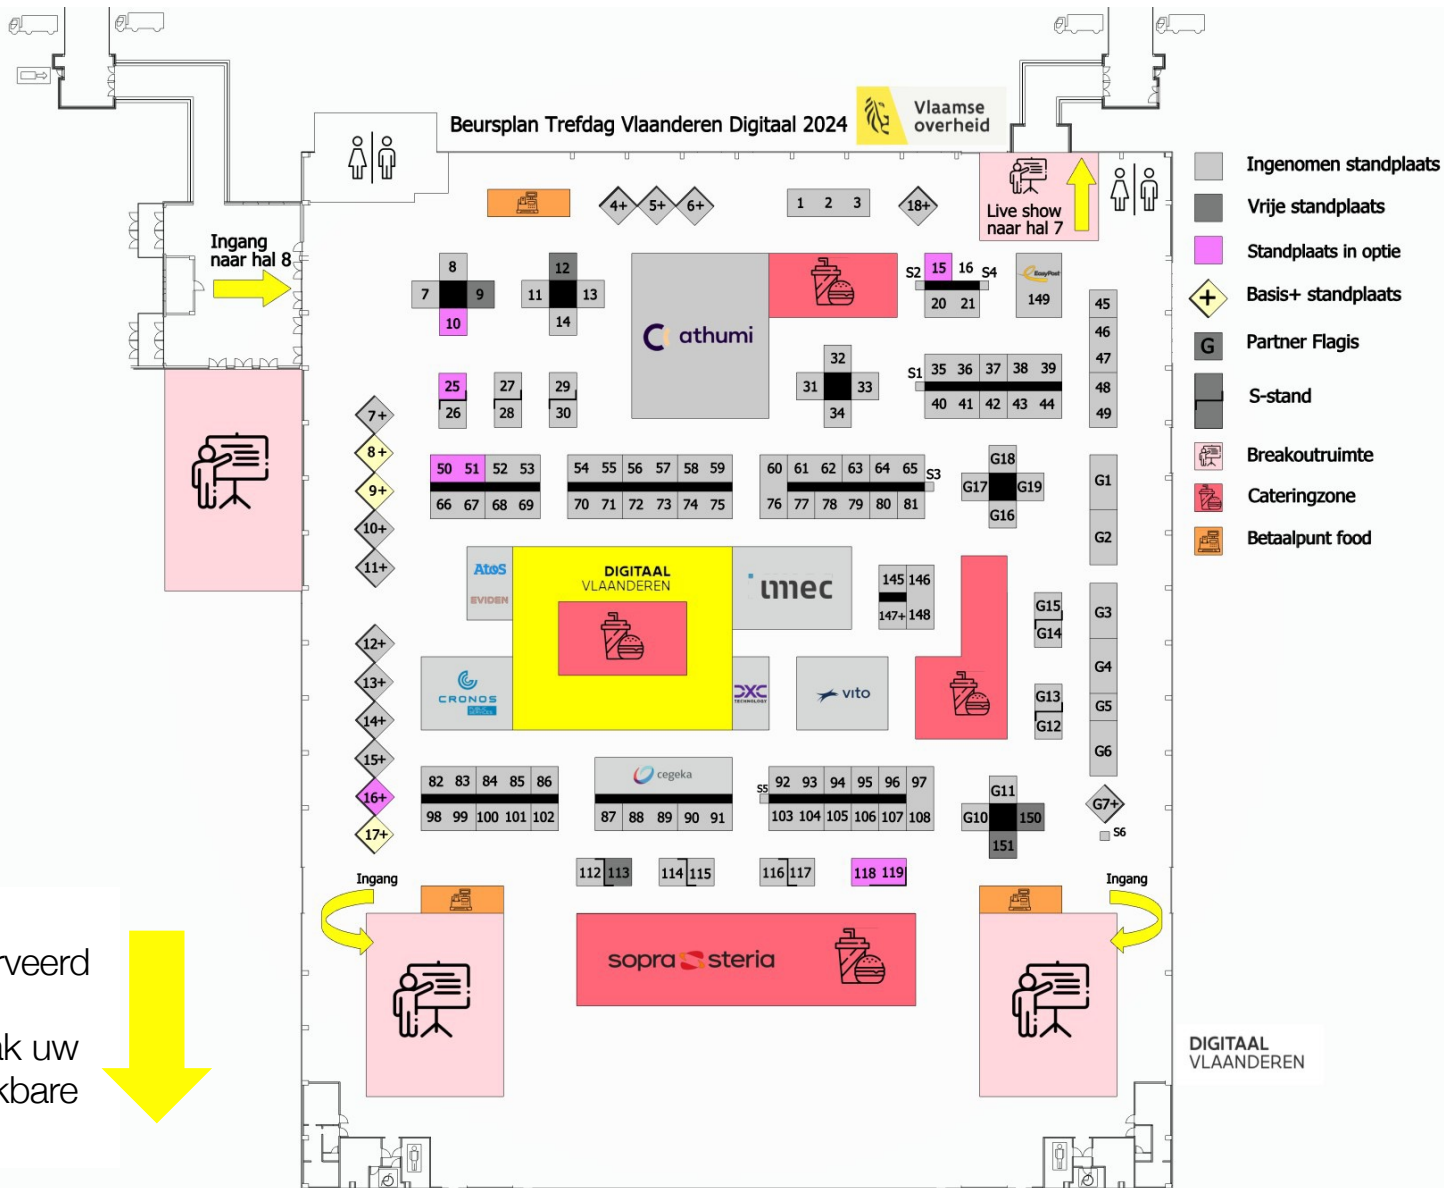 Beursplan Trefdag Vlaanderen Digitaal 2024
Vlaamse
overheid
Ingenomen standplaats
Vrije standplaats
Standplaats in optie
+ Basis+ standplaats
G Partner Flagis
S-stand
Breakoutruimte
Cateringzone
Betaalpunt food
Ingang
naar hal 8
4+ 5+ 6+
1 2 3
18+
Live show
naar hal 7
8
7 9
10
12
11 13
14
athumi
S2 15 16 S4
20 21
EasyPost
149
45
46
47
48
49
32
31 33
34
S1 35 36 37 38 39
40 41 42 43 44
25 27 29
26 28 30
7+
8+
9+
10+
11+
50 51 52 53
66 67 68 69
54 55 56 57 58 59
70 71 72 73 74 75
60 61 62 63 64 65 S3
76 77 78 79 80 81
G18
G17 G19
G16
G1
G2
G3
G4
G5
G6
G7+
S6
AtoS
EVIDEN
DIGITAAL
VLAANDEREN
imec
145 146
147+ 148
G15
G14
G13
G12
12+
13+
14+
15+
16+
17+
CRONOS
DXC
TECHNOLOGY
vito
82 83 84 85 86
98 99 100 101 102
cegeka
87 88 89 90 91
S5 92 93 94 95 96 97
103 104 105 106 107 108
G11
G10 150
151
112 113 114 115 116 117 118 119
Ingang
Ingang
sopra steria
rveerd
ak uw
kbare
DIGITAAL
VLAANDEREN